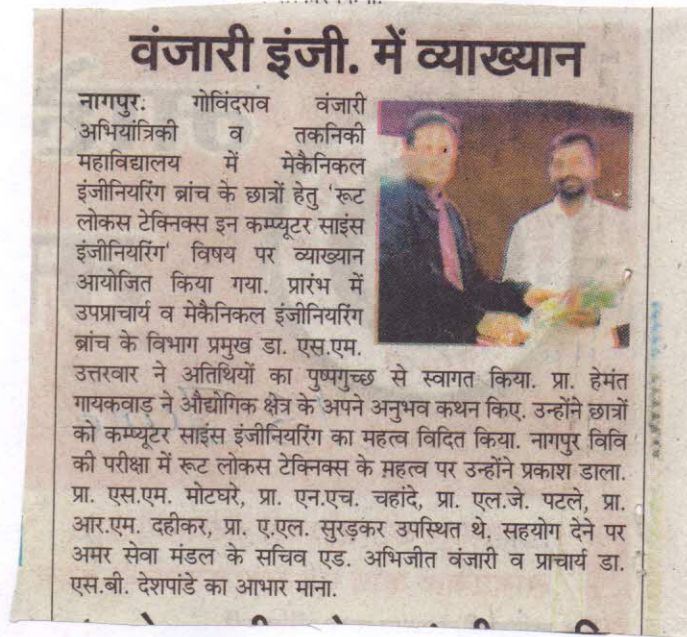 वंजारी इंजी. में व्याख्यान
नागपुर. गोविंदराव वंजारी
अभियांत्रिकी व तकनिकी
महाविद्यालय में मेकॅनिकल
इंजीनियरिंग ब्रांच के छात्रों हेतु 'रूट
लोकस टेक्निक्स इन कम्प्यूटर साइंस
इंजीनियरिंग' विषय पर व्याख्यान
आयोजित किया गया. प्रारंभ में
उपप्राचार्य व मेकॅनिकल इंजीनियरिंग
ब्रांच के विभाग प्रमुख डा. एस.एम.
उत्तरवार ने अतिथियों का पुष्पगुच्छ से स्वागत किया. प्रा. हेमंत
गायकवाड़ ने औद्योगिक क्षेत्र के अपने अनुभव कथन किए. उन्होंने छात्रों
को कम्प्यूटर साइंस इंजीनियरिंग का महत्व विदित किया. नागपुर विवि
की परीक्षा में रूट लोकस टेक्निक्स के महत्व पर उन्होंने प्रकाश डाला.
प्रा. एस.एम. मोटघरे, प्रा. एन.एच. चहांदे, प्रा. एल.जे. पटले, प्रा.
आर.एम. दहीकर, प्रा. ए.एल. सुरड़कर उपस्थित थे. सहयोग देने पर
अमर सेवा मंडल के सचिव एड. अभिजीत वंजारी व प्राचार्य डा.
एस.बी. देशपांडे का आभार माना.